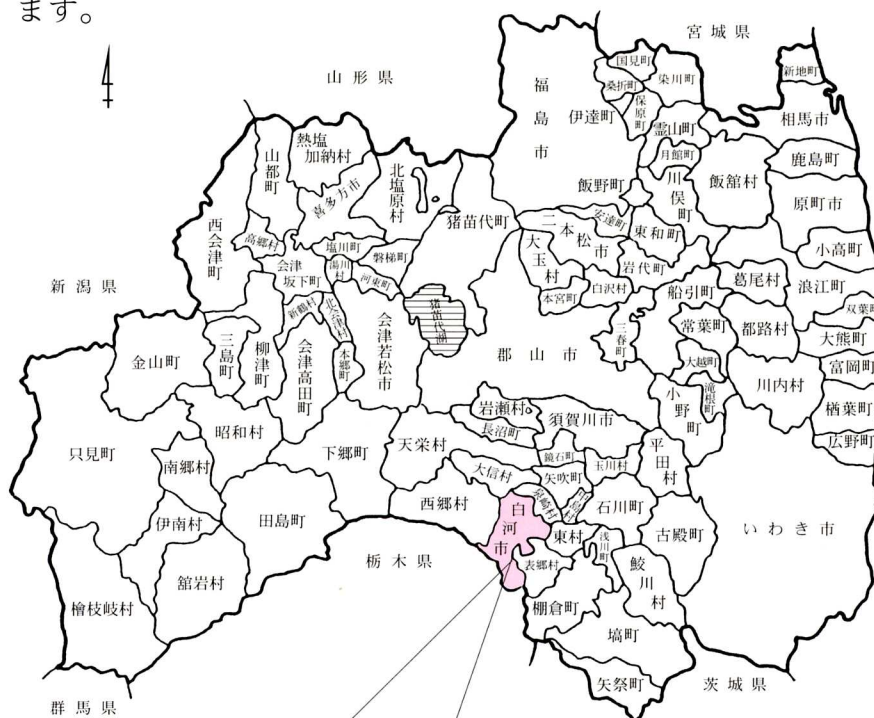 ます。
宮城県
山形県
新潟県
栃木県
群馬県
茨城県
福島市
国見町
桑折町
染川町
新地町
伊達町
保原町
霊山町
相馬市
月舘町
鹿島町
飯野町
川俣町
飯舘村
原町市
熱塩加納村
山都町
北塩原村
喜多方市
猪苗代町
二本松市
安達町
東和町
小高町
西会津町
高郷村
塩川町
磐梯町
大玉村
岩代町
会津坂下町
湯川村
河東町
本宮町
白沢村
船引町
葛尾村
浪江町
双葉町
新鶴村
北会津村
猪苗代湖
三春町
常葉町
都路村
大熊町
金山町
三島町
柳津町
会津高田町
本郷町
会津若松市
郡山市
大越町
滝根町
富岡町
小野町
川内村
楢葉町
岩瀬村
長沼町
須賀川市
広野町
只見町
昭和村
下郷町
天栄村
鏡石町
玉川村
平田村
南郷村
大信村
矢吹町
西郷村
泉崎村
中島村
石川町
伊南村
田島町
白河市
東村
浅川町
古殿町
いわき市
舘岩村
表郷村
鮫川村
檜枝岐村
棚倉町
塙町
矢祭町